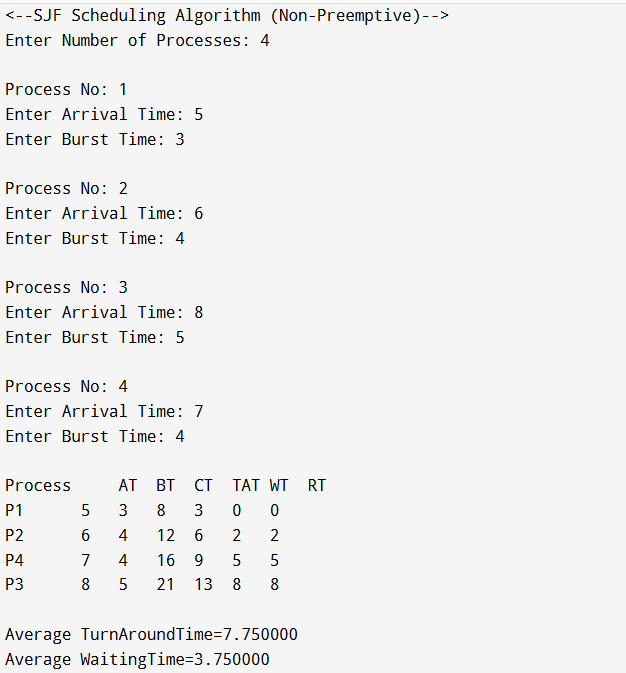 <--SJF Scheduling Algorithm (Non-Preemptive)-->
Enter Number of Processes: 4
Process No: 1
Enter Arrival Time: 5
Enter Burst Time: 3
Process No: 2
Enter Arrival Time: 6
Enter Burst Time: 4
Process No: 3
Enter Arrival Time: 8
Enter Burst Time: 5
Process No: 4
Enter Arrival Time: 7
Enter Burst Time: 4
Process AT BT CT TAT WT RT
P1 5 3 8 3 0 0
P2 6 4 12 6 2 2
P4 7 4 16 9 5 5
P3 8 5 21 13 8 8
Average TurnAroundTime=7.750000
Average WaitingTime=3.750000